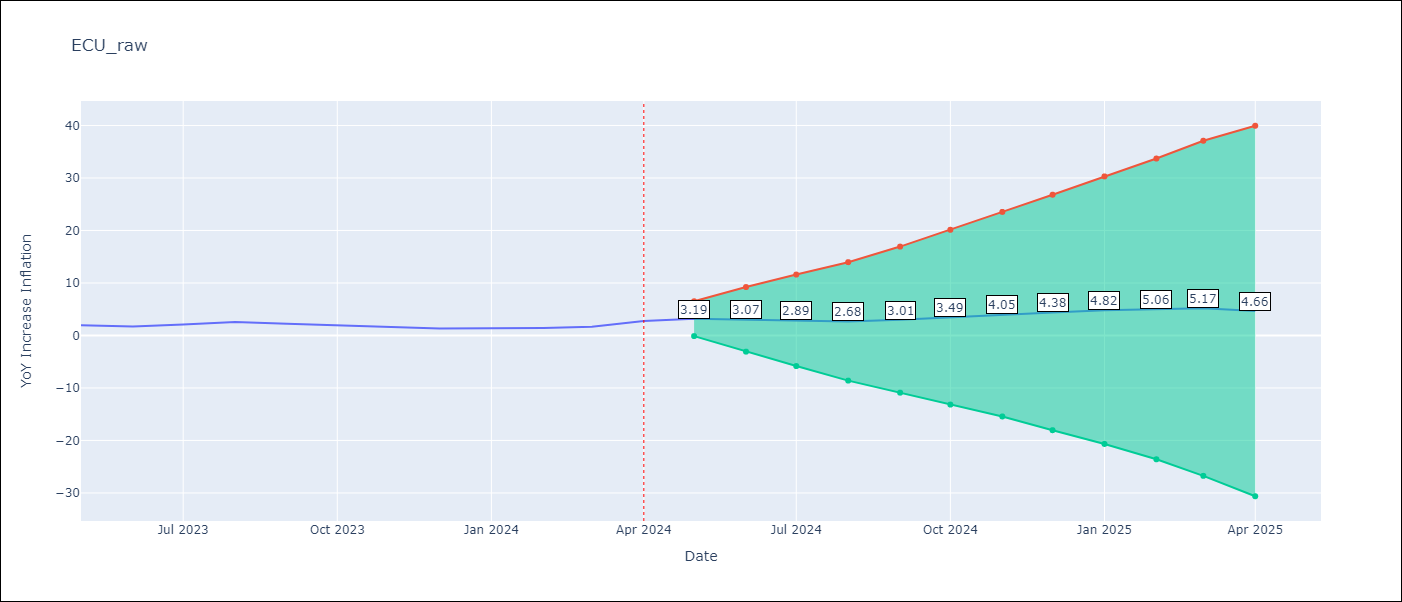 ECU_raw
YoY Increase Inflation
40
30
20
10
0
−10
−20
−30
3.19
3.07
2.89
2.68
3.01
3.49
4.05
4.38
4.82
5.06
5.17
4.66
Jul 2023
Oct 2023
Jan 2024
Apr 2024
Jul 2024
Oct 2024
Jan 2025
Apr 2025
Date